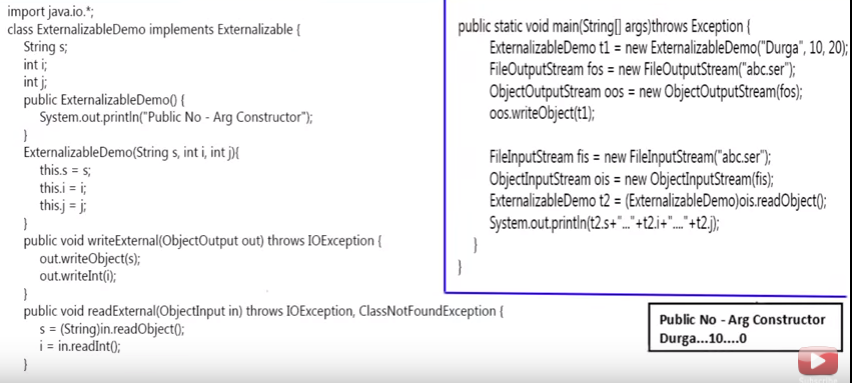 import java.io.*;
class ExternalizableDemo implements Externalizable {
String s;
int i;
int j;
public ExternalizableDemo() {
System.out.println("Public No - Arg Constructor");
}
ExternalizableDemo(String s, int i, int j){
this.s = s;
this.i = i;
this.j = j;
}
public void writeExternal(ObjectOutput out) throws IOException {
out.writeObject(s);
out.writeInt(i);
}
public void readExternal(ObjectInput in) throws IOException, ClassNotFoundException {
s = (String)in.readObject();
i = in.readInt();
}
public static void main(String[] args)throws Exception {
ExternalizableDemo t1 = new ExternalizableDemo("Durga", 10, 20);
FileOutputStream fos = new FileOutputStream("abc.ser");
ObjectOutputStream oos = new ObjectOutputStream(fos);
oos.writeObject(t1);
FileInputStream fis = new FileInputStream("abc.ser");
ObjectInputStream ois = new ObjectInputStream(fis);
ExternalizableDemo t2 = (ExternalizableDemo)ois.readObject();
System.out.println(t2.s+"..."+t2.i+"...."+t2.j);
}
}
Public No - Arg Constructor
Durga...10....0